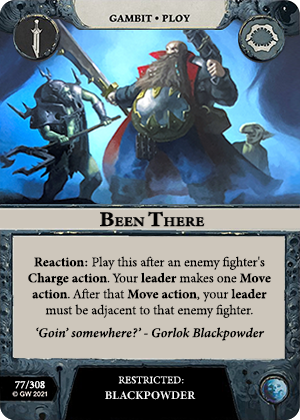 GAMBIT • PLOY
BEEN THERE
Reaction: Play this after an enemy fighter's
Charge action. Your leader makes one Move
action. After that Move action, your leader
must be adjacent to that enemy fighter.
‘Goin’ somewhere?’ - Gorlok Blackpowder
77/308
© GW 2021
RESTRICTED:
BLACKPOWDER